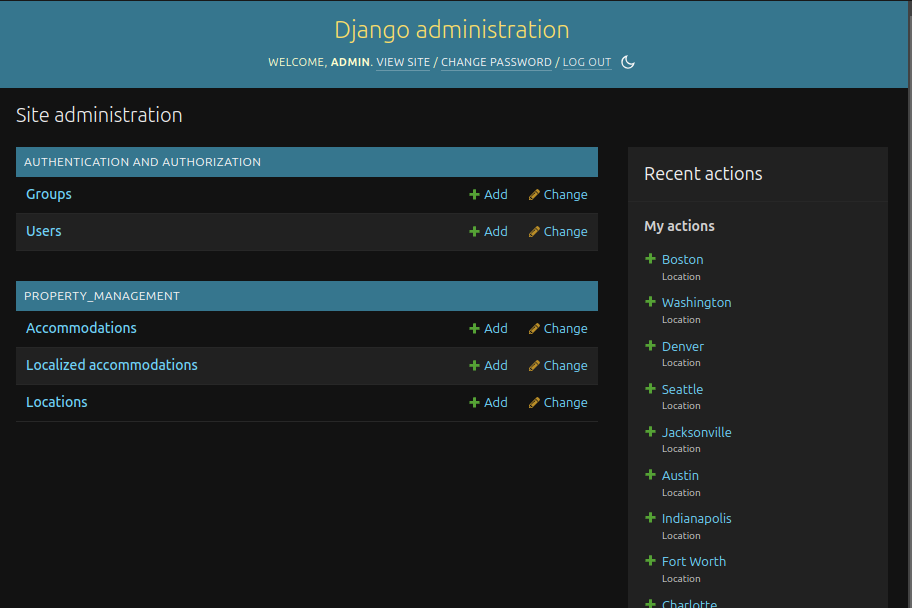 Django administration
WELCOME, ADMIN. VIEW SITE / CHANGE PASSWORD / LOG OUT
Site administration
AUTHENTICATION AND AUTHORIZATION
Groups Add Change
Users Add Change
PROPERTY_MANAGEMENT
Accommodations Add Change
Localized accommodations Add Change
Locations Add Change
Recent actions
My actions
Boston
Location
Washington
Location
Denver
Location
Seattle
Location
Jacksonville
Location
Austin
Location
Indianapolis
Location
Fort Worth
Location
Charlotte